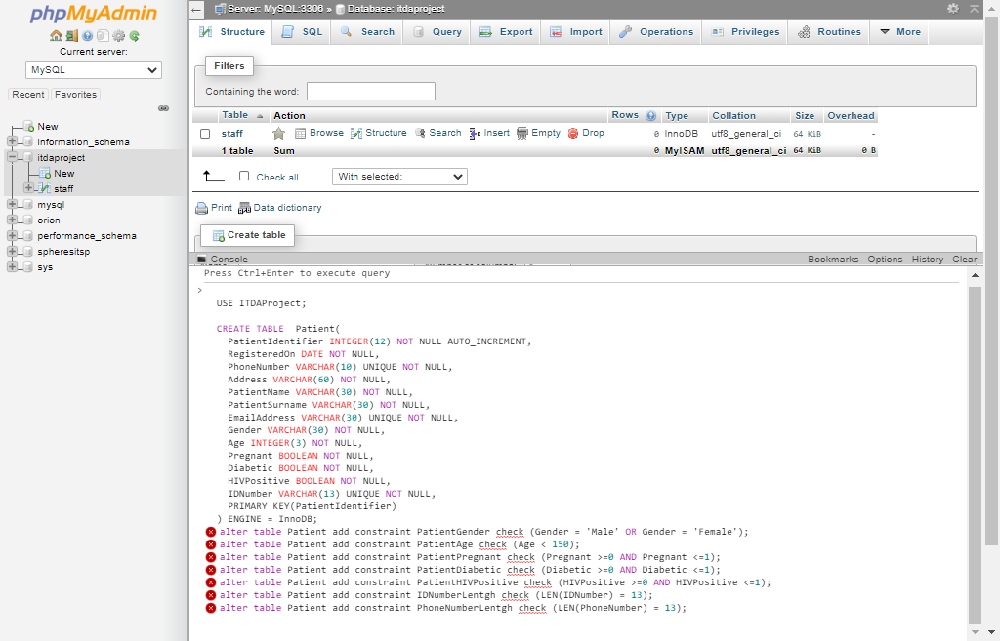 phpMyAdmin
Current server:
MySQL
Recent Favorites
New
information_schema
itdaproject
New
staff
mysql
orion
performance_schema
spheresitsp
sys
Server: MySQL:3306 » Database: itdaproject
Structure SQL Search Query Export Import Operations Privileges Routines More
Filters
Containing the word:
Table Action Rows Type Collation Size Overhead
staff Browse Structure Search Insert Empty Drop 0 InnoDB utf8_general_ci 64 KiB -
1 table Sum 0 MyISAM utf8_general_ci 64 KiB 0 B
Check all With selected:
Print Data dictionary
Create table
Console Bookmarks Options History Clear
Press Ctrl+Enter to execute query
>
USE ITDAProject;
CREATE TABLE Patient(
PatientIdentifier INTEGER(12) NOT NULL AUTO_INCREMENT,
RegisteredOn DATE NOT NULL,
PhoneNumber VARCHAR(10) UNIQUE NOT NULL,
Address VARCHAR(60) NOT NULL,
PatientName VARCHAR(30) NOT NULL,
PatientSurname VARCHAR(30) NOT NULL,
EmailAddress VARCHAR(30) UNIQUE NOT NULL,
Gender VARCHAR(30) NOT NULL,
Age INTEGER(3) NOT NULL,
Pregnant BOOLEAN NOT NULL,
Diabetic BOOLEAN NOT NULL,
HIVPositive BOOLEAN NOT NULL,
IDNumber VARCHAR(13) UNIQUE NOT NULL,
PRIMARY KEY(PatientIdentifier)
) ENGINE = InnoDB;
alter table Patient add constraint PatientGender check (Gender = 'Male' OR Gender = 'Female');
alter table Patient add constraint PatientAge check (Age < 150);
alter table Patient add constraint PatientPregnant check (Pregnant >=0 AND Pregnant <=1);
alter table Patient add constraint PatientDiabetic check (Diabetic >=0 AND Diabetic <=1);
alter table Patient add constraint PatientHIVPositive check (HIVPositive >=0 AND HIVPositive <=1);
alter table Patient add constraint IDNumberLentgh check (LEN(IDNumber) = 13);
alter table Patient add constraint PhoneNumberLentgh check (LEN(PhoneNumber) = 13);